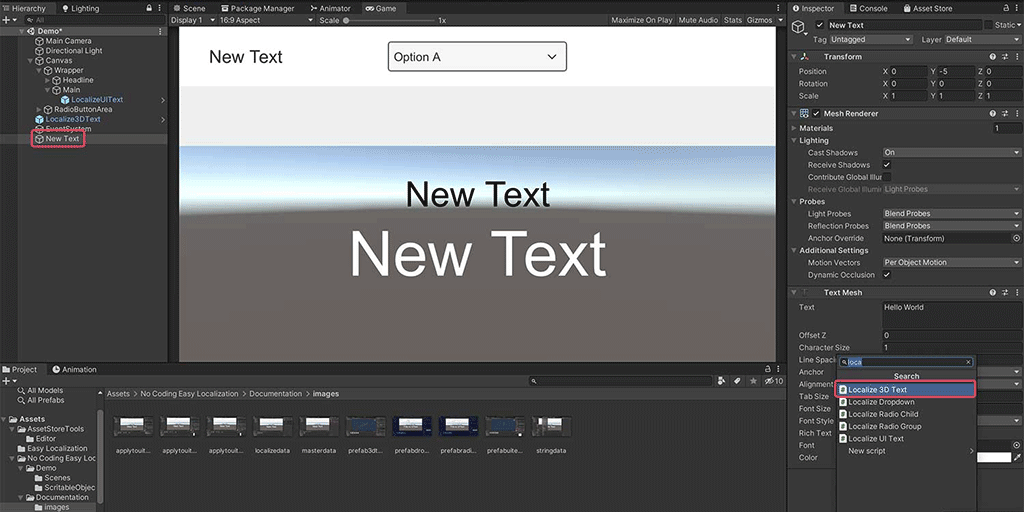 Hierarchy
Lighting
All
Demo*
Main Camera
Directional Light
Canvas
Wrapper
Headline
Main
LocalizeUIText
RadioButtonArea
Localize3DText
EventSystem
New Text
Scene
Package Manager
Animator
Game
Display 1
16:9 Aspect
Scale
1x
Maximize On Play
Mute Audio
Stats
Gizmos
New Text
Option A
New Text
New Text
Project
Animation
10
All Models
All Prefabs
Assets
AssetStoreTools
Editor
Easy Localization
No Coding Easy Loc
Demo
Scenes
ScritableObjec
Documentation
images
Assets > No Coding Easy Localization > Documentation > images
applytouit...
applytouit...
applytouit...
localizedata
masterdata
prefab3dt...
prefabdro...
prefabradi...
prefabuite...
stringdata
Inspector
Console
Asset Store
New Text
Static
Tag Untagged
Layer Default
Transform
Position X 0 Y -5 Z 0
Rotation X 0 Y 0 Z 0
Scale X 1 Y 1 Z 1
Mesh Renderer
Materials 1
Lighting
Cast Shadows On
Receive Shadows
Contribute Global Illur
Receive Global Illumir Light Probes
Probes
Light Probes Blend Probes
Reflection Probes Blend Probes
Anchor Override None (Transform)
Additional Settings
Motion Vectors Per Object Motion
Dynamic Occlusion
Text Mesh
Text Hello World
Offset Z 0
Character Size 1
Line Spaci
Anchor
Alignment
Tab Size
Font Size
Font Style
Rich Text
Font
Color
loca
Search
Localize 3D Text
Localize Dropdown
Localize Radio Child
Localize Radio Group
Localize UI Text
New script